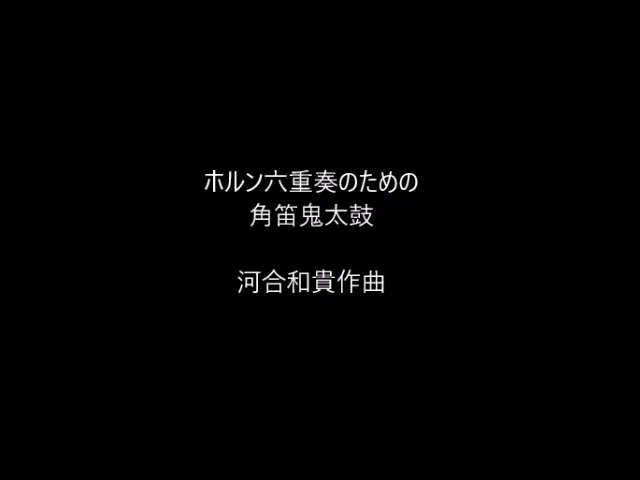 ホルン六重奏のための
角笛鬼太鼓
河合和貴作曲